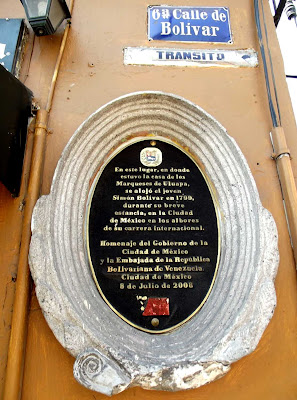 6ª Calle de
Bolivar
TRANSITO
En este lugar, en donde
estuvo la casa de los
Marqueses de Uluapa,
se alojó el joven
Simón Bolívar en 1799,
durante su breve
estancia, en la Ciudad
de México en los albores
de su carrera internacional.
Homenaje del Gobierno de la
Ciudad de México
y la Embajada de la República
Bolivariana de Venezuela.
Ciudad de México
8 de Julio de 2008